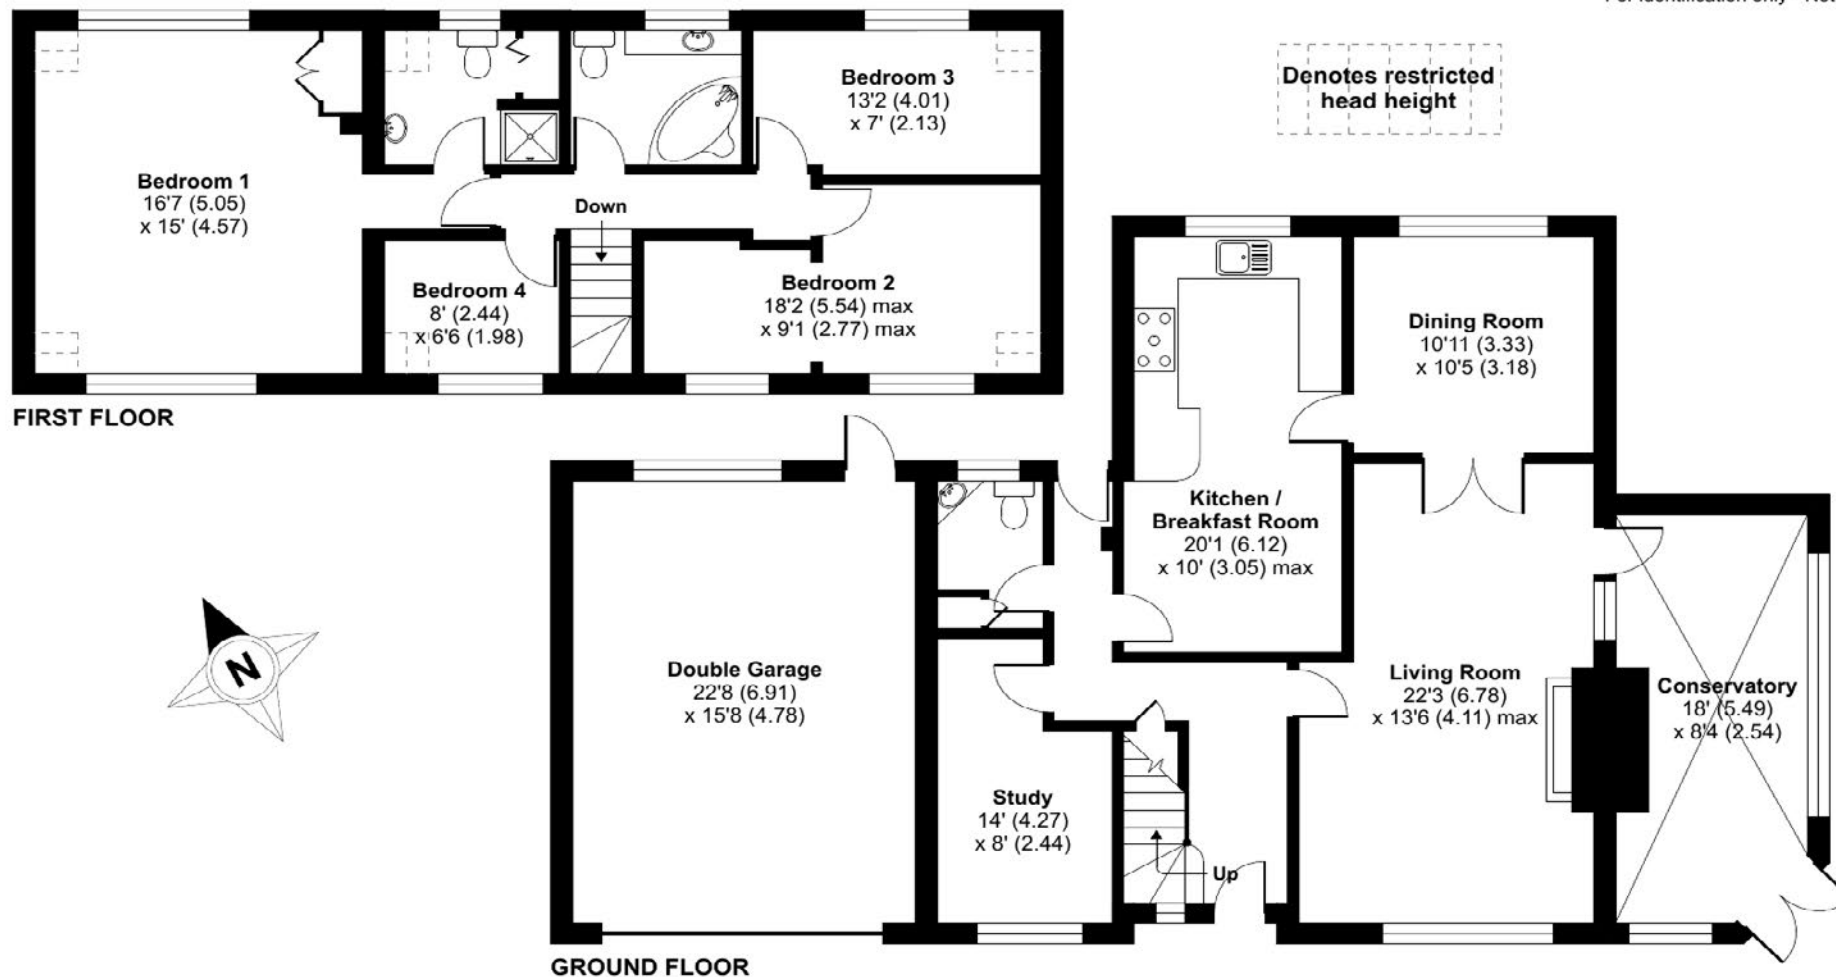 For identification only - Not
Denotes restricted
head height
Bedroom 1
16'7 (5.05)
x 15' (4.57)
Bedroom 3
13'2 (4.01)
x 7' (2.13)
Down
Bedroom 4
8' (2.44)
x 6'6 (1.98)
Bedroom 2
18'2 (5.54) max
x 9'1 (2.77) max
FIRST FLOOR
Dining Room
10'11 (3.33)
x 10'5 (3.18)
Kitchen /
Breakfast Room
20'1 (6.12)
x 10' (3.05) max
N
Double Garage
22'8 (6.91)
x 15'8 (4.78)
Living Room
22'3 (6.78)
x 13'6 (4.11) max
Conservatory
18' (5.49)
x 8'4 (2.54)
Study
14' (4.27)
x 8' (2.44)
Up
GROUND FLOOR